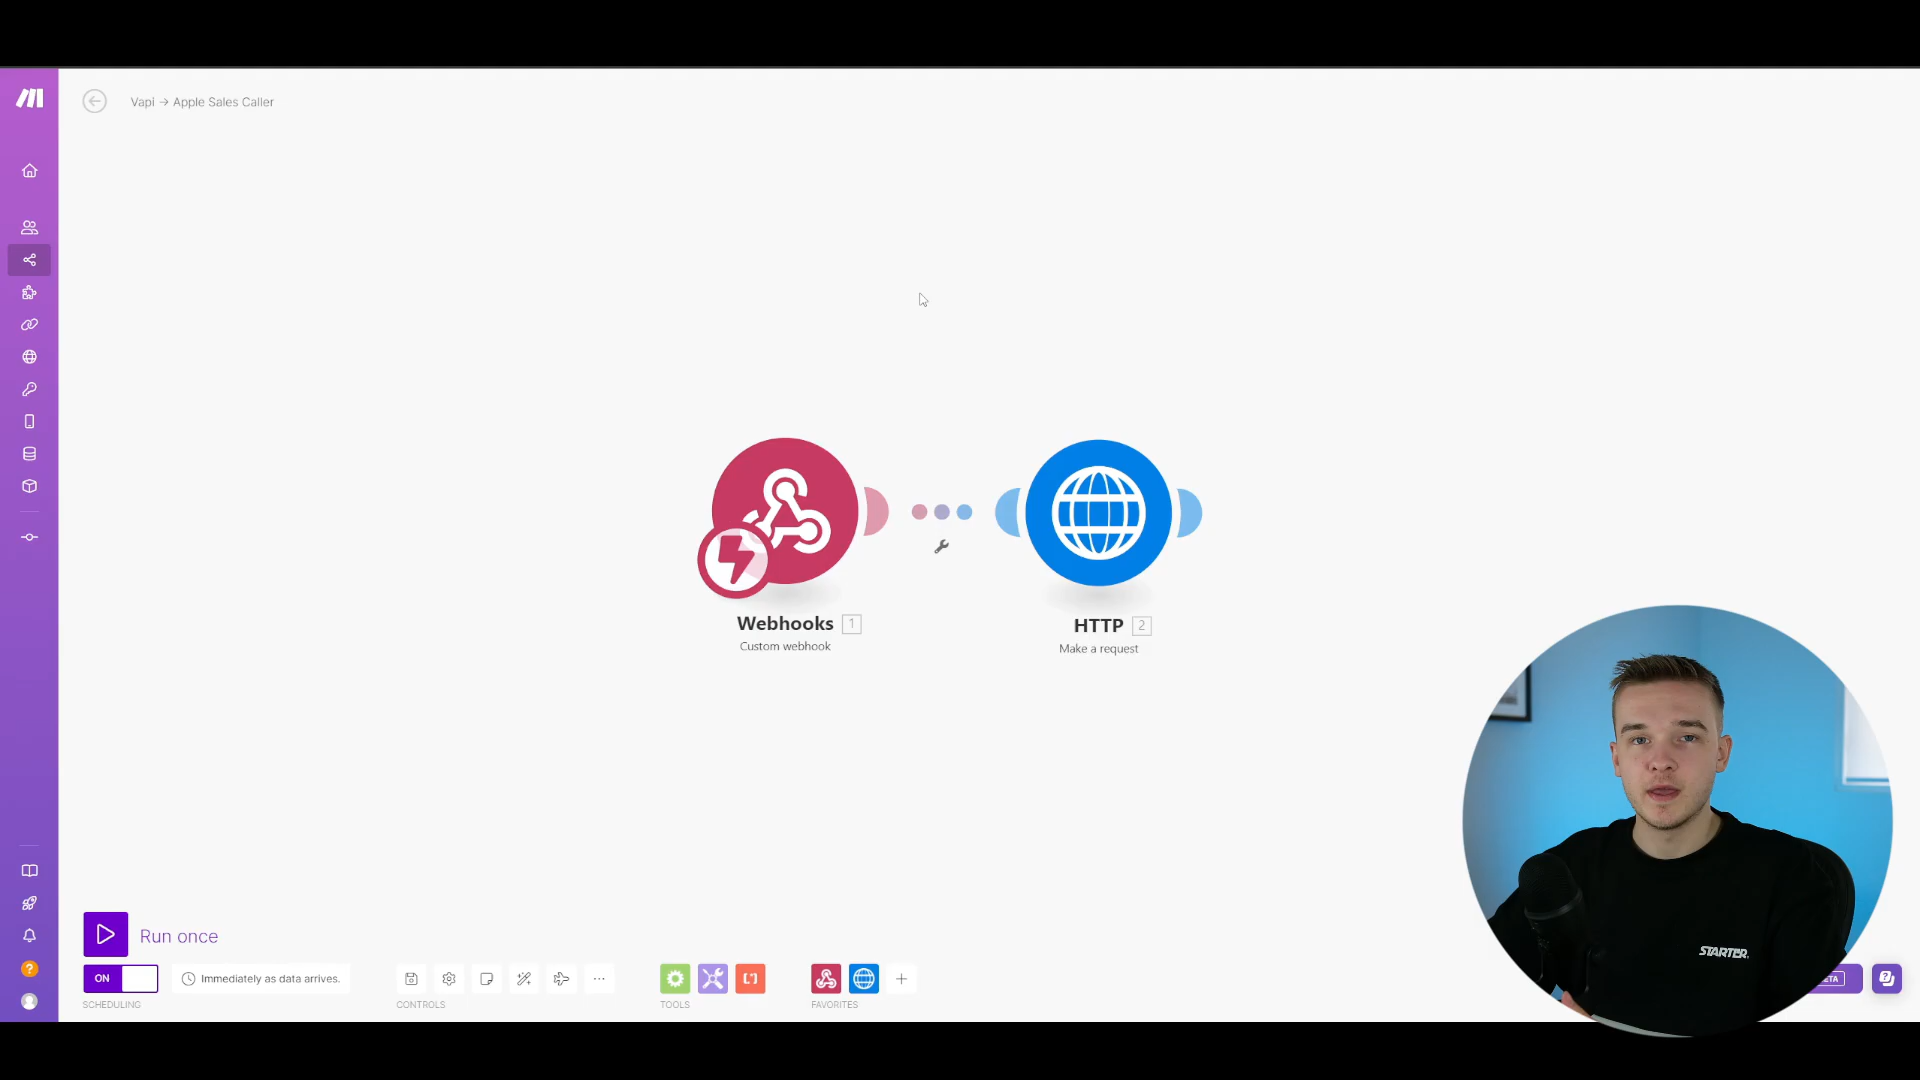 Vapi → Apple Sales Caller
Webhooks 1
Custom webhook
HTTP 2
Make a request
Run once
ON
Immediately as data arrives.
SCHEDULING
CONTROLS
TOOLS
FAVORITES
STARTER.